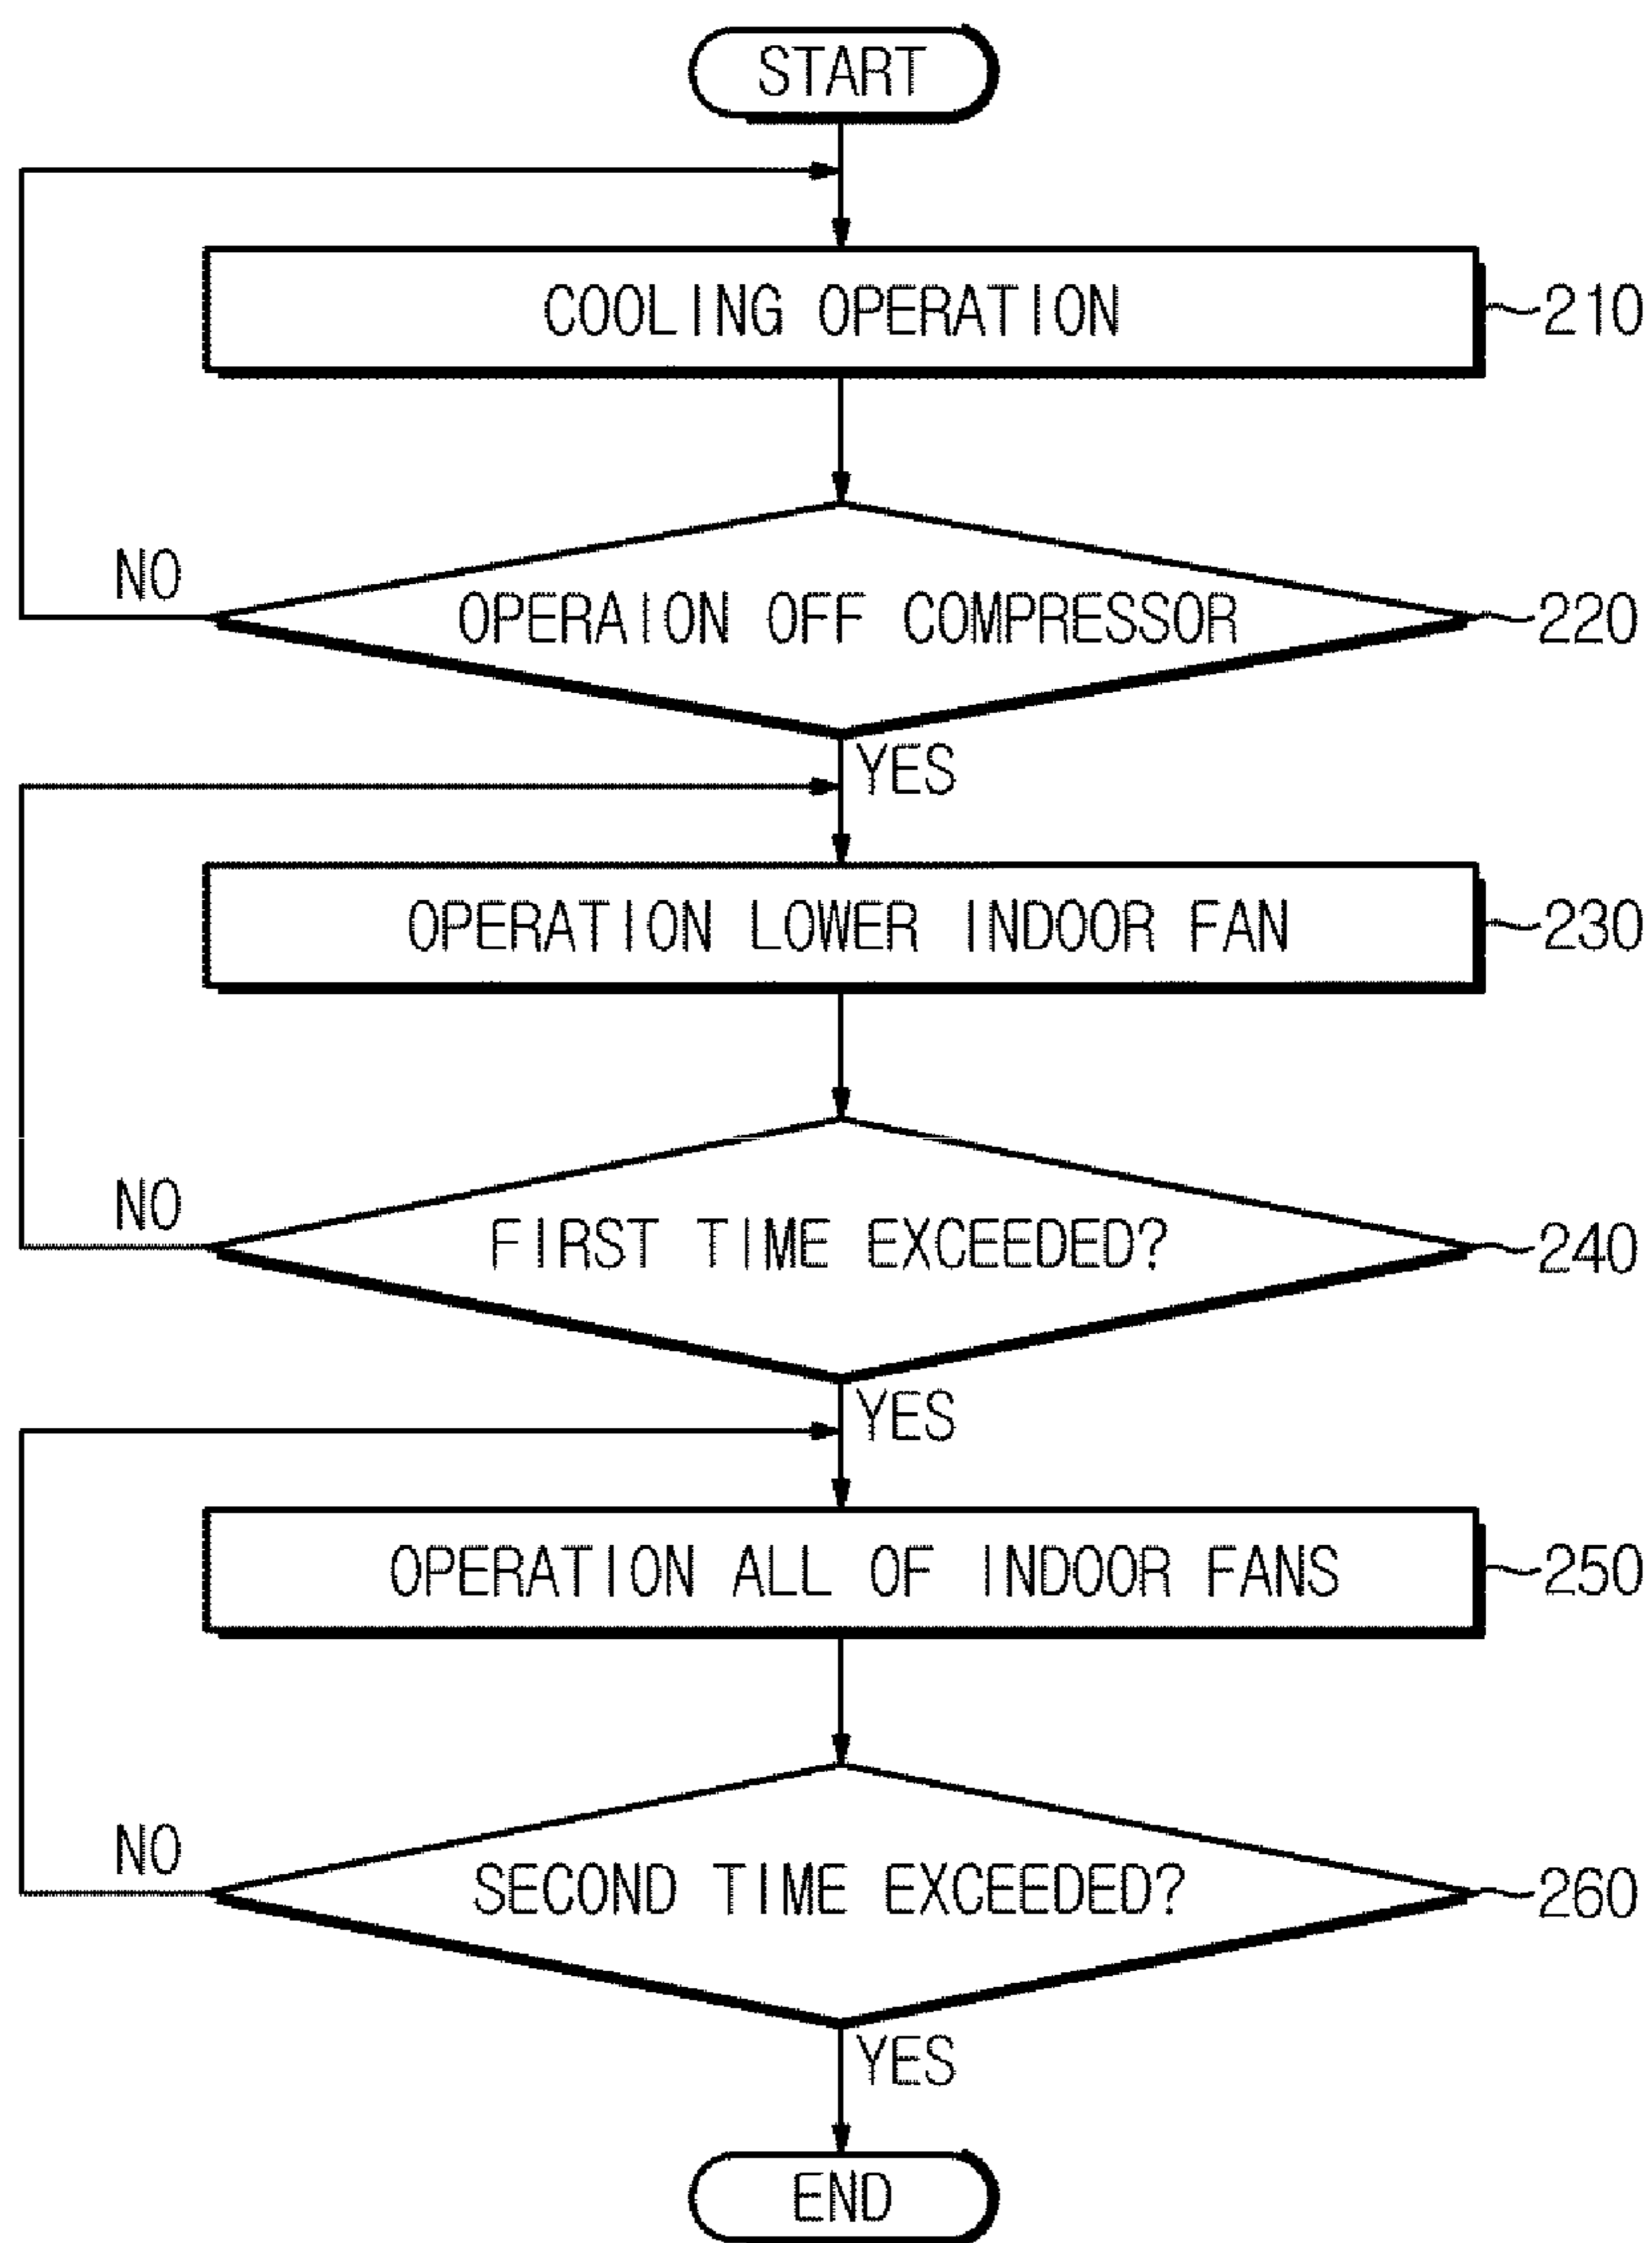 START
COOLING OPERATION
210
NO
OPERAION OFF COMPRESSOR
220
YES
OPERATION LOWER INDOOR FAN
230
NO
FIRST TIME EXCEEDED?
240
YES
OPERATION ALL OF INDOOR FANS
250
NO
SECOND TIME EXCEEDED?
260
YES
END